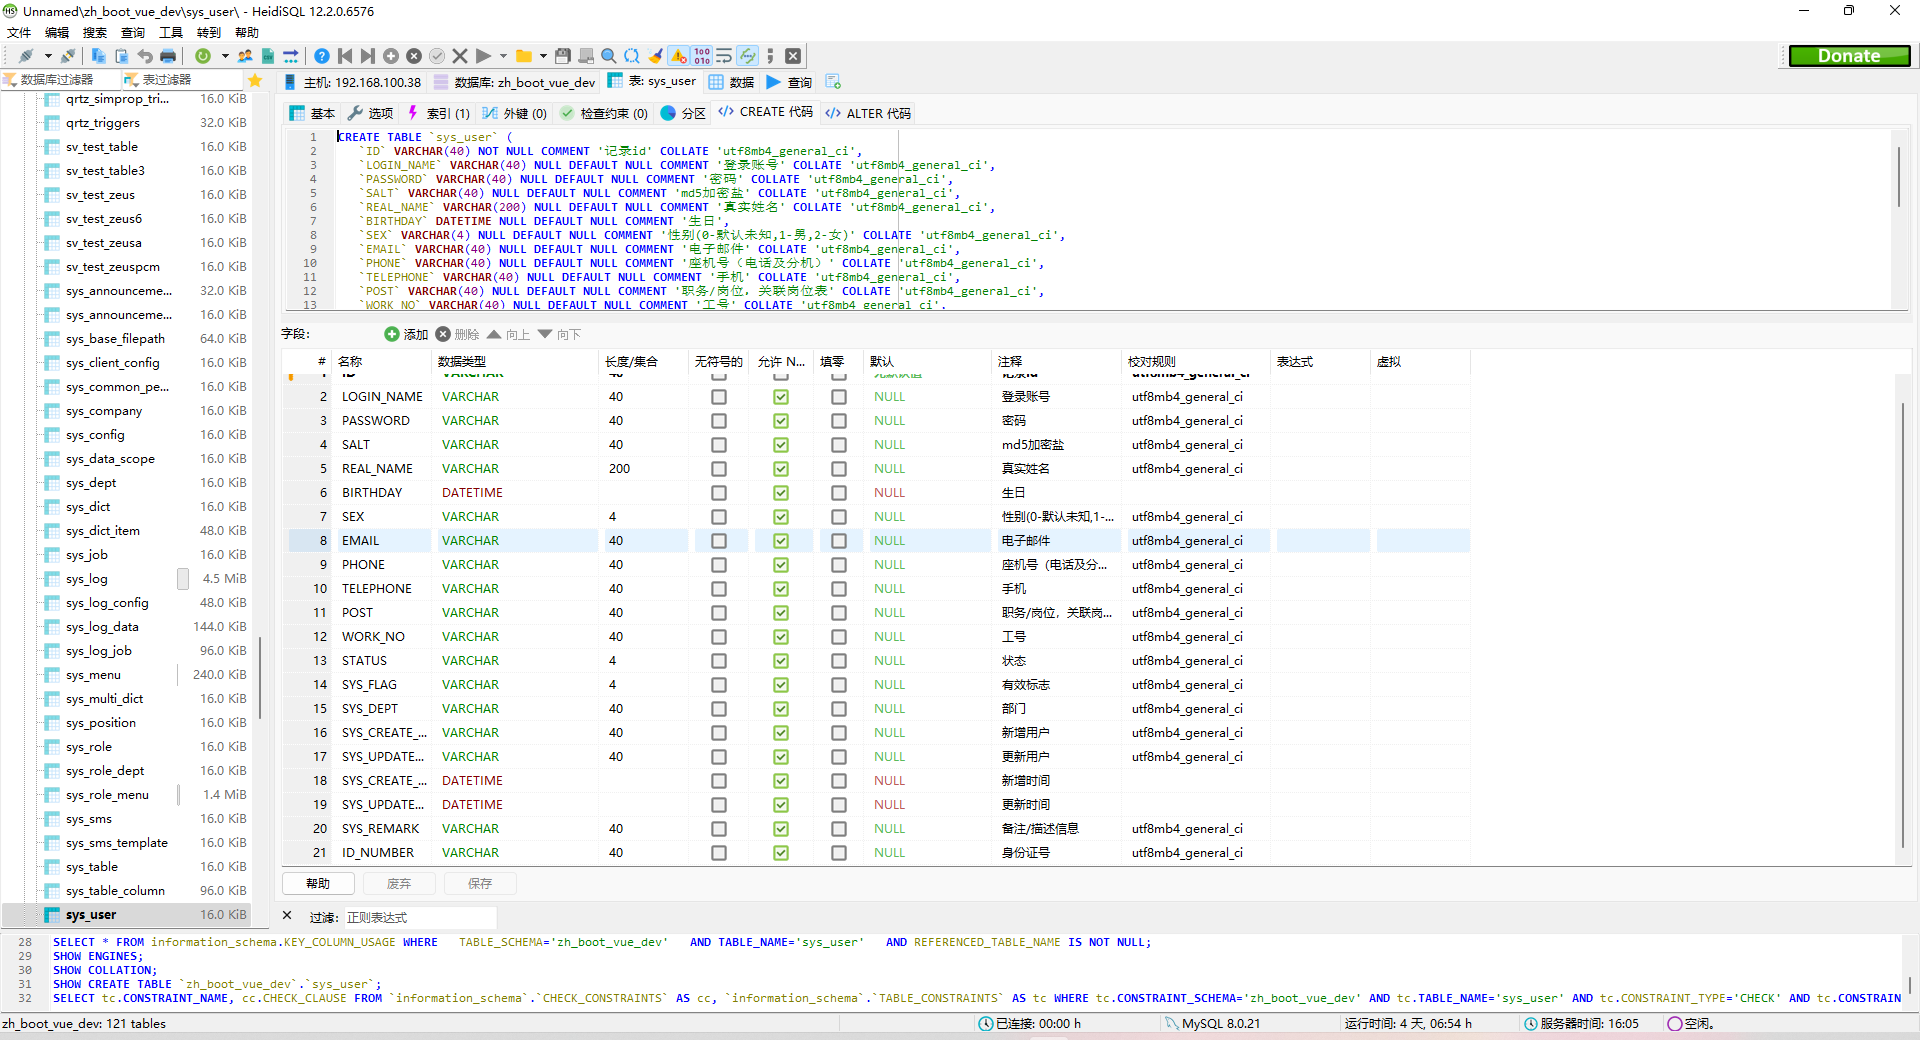 Unnamed\zh_boot_vue_dev\sys_user\ - HeidiSQL 12.2.0.6576
文件 编辑 搜索 查询 工具 转到 帮助
Donate
数据库过滤器 表过滤器
主机: 192.168.100.38 数据库: zh_boot_vue_dev 表: sys_user 数据 查询
基本 选项 索引 (1) 外键 (0) 检查约束 (0) 分区 CREATE 代码 ALTER 代码
qrtz_simprop_tri... 16.0 KiB
qrtz_triggers 32.0 KiB
sv_test_table 16.0 KiB
sv_test_table3 16.0 KiB
sv_test_zeus 16.0 KiB
sv_test_zeus6 16.0 KiB
sv_test_zeusa 16.0 KiB
sv_test_zeuspcm 16.0 KiB
sys_announceme... 32.0 KiB
sys_announceme... 16.0 KiB
sys_base_filepath 64.0 KiB
sys_client_config 16.0 KiB
sys_common_pe... 16.0 KiB
sys_company 16.0 KiB
sys_config 16.0 KiB
sys_data_scope 16.0 KiB
sys_dept 16.0 KiB
sys_dict 16.0 KiB
sys_dict_item 48.0 KiB
sys_job 16.0 KiB
sys_log 4.5 MiB
sys_log_config 48.0 KiB
sys_log_data 144.0 KiB
sys_log_job 96.0 KiB
sys_menu 240.0 KiB
sys_multi_dict 16.0 KiB
sys_position 16.0 KiB
sys_role 16.0 KiB
sys_role_dept 16.0 KiB
sys_role_menu 1.4 MiB
sys_sms 16.0 KiB
sys_sms_template 16.0 KiB
sys_table 16.0 KiB
sys_table_column 96.0 KiB
sys_user 16.0 KiB
1 CREATE TABLE `sys_user` (
2 `ID` VARCHAR(40) NOT NULL COMMENT '记录id' COLLATE 'utf8mb4_general_ci',
3 `LOGIN_NAME` VARCHAR(40) NULL DEFAULT NULL COMMENT '登录账号' COLLATE 'utf8mb4_general_ci',
4 `PASSWORD` VARCHAR(40) NULL DEFAULT NULL COMMENT '密码' COLLATE 'utf8mb4_general_ci',
5 `SALT` VARCHAR(40) NULL DEFAULT NULL COMMENT 'md5加密盐' COLLATE 'utf8mb4_general_ci',
6 `REAL_NAME` VARCHAR(200) NULL DEFAULT NULL COMMENT '真实姓名' COLLATE 'utf8mb4_general_ci',
7 `BIRTHDAY` DATETIME NULL DEFAULT NULL COMMENT '生日',
8 `SEX` VARCHAR(4) NULL DEFAULT NULL COMMENT '性别(0-默认未知,1-男,2-女)' COLLATE 'utf8mb4_general_ci',
9 `EMAIL` VARCHAR(40) NULL DEFAULT NULL COMMENT '电子邮件' COLLATE 'utf8mb4_general_ci',
10 `PHONE` VARCHAR(40) NULL DEFAULT NULL COMMENT '座机号（电话及分机）' COLLATE 'utf8mb4_general_ci',
11 `TELEPHONE` VARCHAR(40) NULL DEFAULT NULL COMMENT '手机' COLLATE 'utf8mb4_general_ci',
12 `POST` VARCHAR(40) NULL DEFAULT NULL COMMENT '职务/岗位，关联岗位表' COLLATE 'utf8mb4_general_ci',
13 `WORK_NO` VARCHAR(40) NULL DEFAULT NULL COMMENT '工号' COLLATE 'utf8mb4_general_ci',
字段: 添加 删除 向上 向下
# 名称 数据类型 长度/集合 无符号的 允许 N... 填零 默认 注释 校对规则 表达式 虚拟
1 ID VARCHAR 40 无默认值 记录id utf8mb4_general_ci
2 LOGIN_NAME VARCHAR 40 NULL 登录账号 utf8mb4_general_ci
3 PASSWORD VARCHAR 40 NULL 密码 utf8mb4_general_ci
4 SALT VARCHAR 40 NULL md5加密盐 utf8mb4_general_ci
5 REAL_NAME VARCHAR 200 NULL 真实姓名 utf8mb4_general_ci
6 BIRTHDAY DATETIME NULL 生日
7 SEX VARCHAR 4 NULL 性别(0-默认未知,1-... utf8mb4_general_ci
8 EMAIL VARCHAR 40 NULL 电子邮件 utf8mb4_general_ci
9 PHONE VARCHAR 40 NULL 座机号（电话及分... utf8mb4_general_ci
10 TELEPHONE VARCHAR 40 NULL 手机 utf8mb4_general_ci
11 POST VARCHAR 40 NULL 职务/岗位，关联岗... utf8mb4_general_ci
12 WORK_NO VARCHAR 40 NULL 工号 utf8mb4_general_ci
13 STATUS VARCHAR 4 NULL 状态 utf8mb4_general_ci
14 SYS_FLAG VARCHAR 4 NULL 有效标志 utf8mb4_general_ci
15 SYS_DEPT VARCHAR 40 NULL 部门 utf8mb4_general_ci
16 SYS_CREATE_... VARCHAR 40 NULL 新增用户 utf8mb4_general_ci
17 SYS_UPDATE... VARCHAR 40 NULL 更新用户 utf8mb4_general_ci
18 SYS_CREATE_... DATETIME NULL 新增时间
19 SYS_UPDATE... DATETIME NULL 更新时间
20 SYS_REMARK VARCHAR 40 NULL 备注/描述信息 utf8mb4_general_ci
21 ID_NUMBER VARCHAR 40 NULL 身份证号 utf8mb4_general_ci
帮助 废弃 保存
过滤: 正则表达式
28 SELECT * FROM information_schema.KEY_COLUMN_USAGE WHERE TABLE_SCHEMA='zh_boot_vue_dev' AND TABLE_NAME='sys_user' AND REFERENCED_TABLE_NAME IS NOT NULL;
29 SHOW ENGINES;
30 SHOW COLLATION;
31 SHOW CREATE TABLE `zh_boot_vue_dev`.`sys_user`;
32 SELECT tc.CONSTRAINT_NAME, cc.CHECK_CLAUSE FROM `information_schema`.`CHECK_CONSTRAINTS` AS cc, `information_schema`.`TABLE_CONSTRAINTS` AS tc WHERE tc.CONSTRAINT_SCHEMA='zh_boot_vue_dev' AND tc.TABLE_NAME='sys_user' AND tc.CONSTRAINT_TYPE='CHECK' AND tc.CONSTRAIN
zh_boot_vue_dev: 121 tables 已连接: 00:00 h MySQL 8.0.21 运行时间: 4 天, 06:54 h 服务器时间: 16:05 空闲。